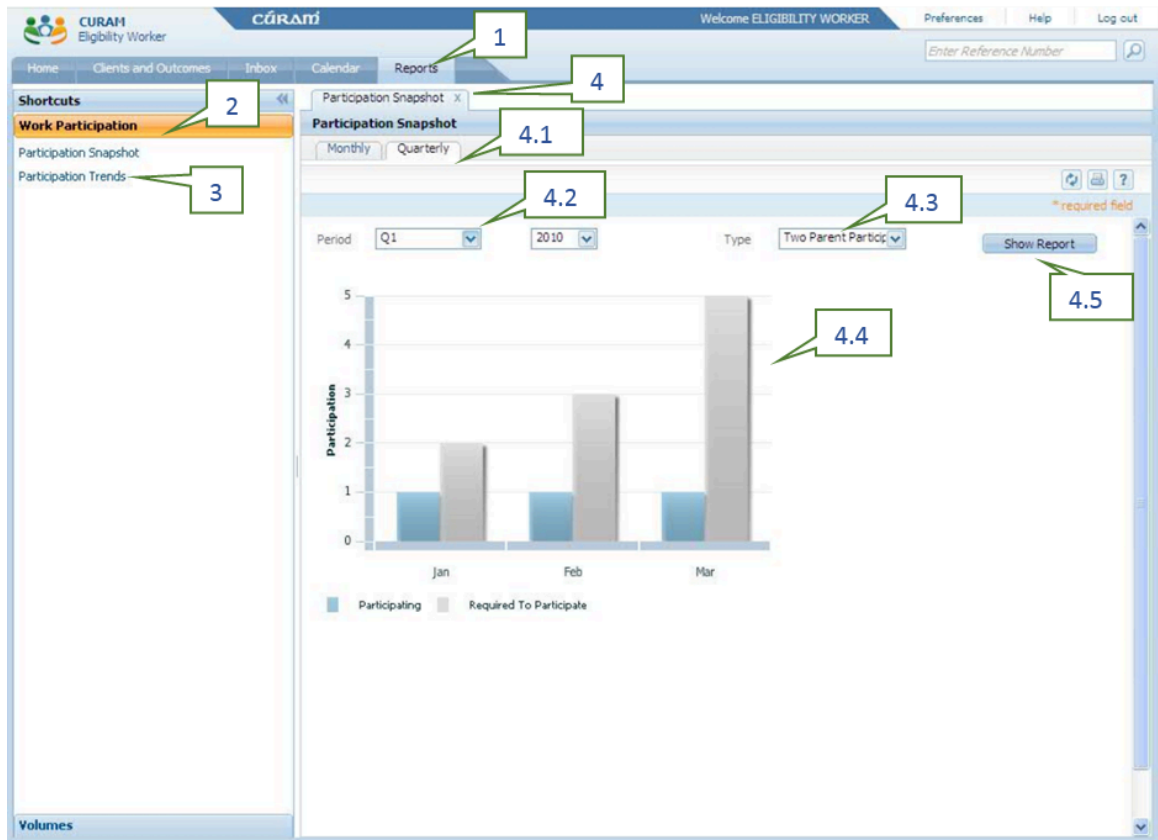 CURAM
Eligibility Worker
cúram
Welcome ELIGIBILITY WORKER
Preferences
Help
Log out
Enter Reference Number
Home
Clients and Outcomes
Inbox
Calendar
Reports
1
Shortcuts
2
Work Participation
Participation Snapshot
Participation Trends
3
Participation Snapshot x
4
Participation Snapshot
Monthly
Quarterly
4.1
?
* required field
4.2
4.3
Period
Q1
2010
Type
Two Parent Particip
Show Report
4.5
4.4
5
4
3
2
1
0
Participation
Jan
Feb
Mar
Participating
Required To Participate
Volumes